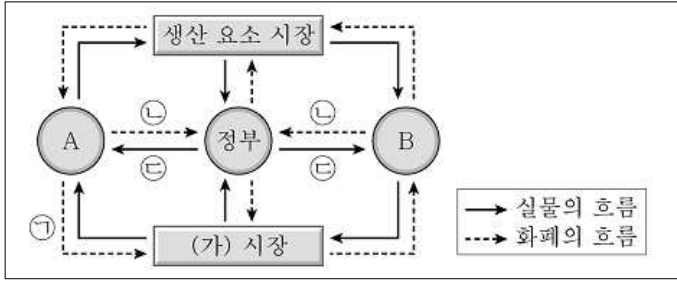 생산 요소 시장
㉡ ㉡
A 정부 B
㉢ ㉢
㉠
(가) 시장
실물의 흐름
화폐의 흐름